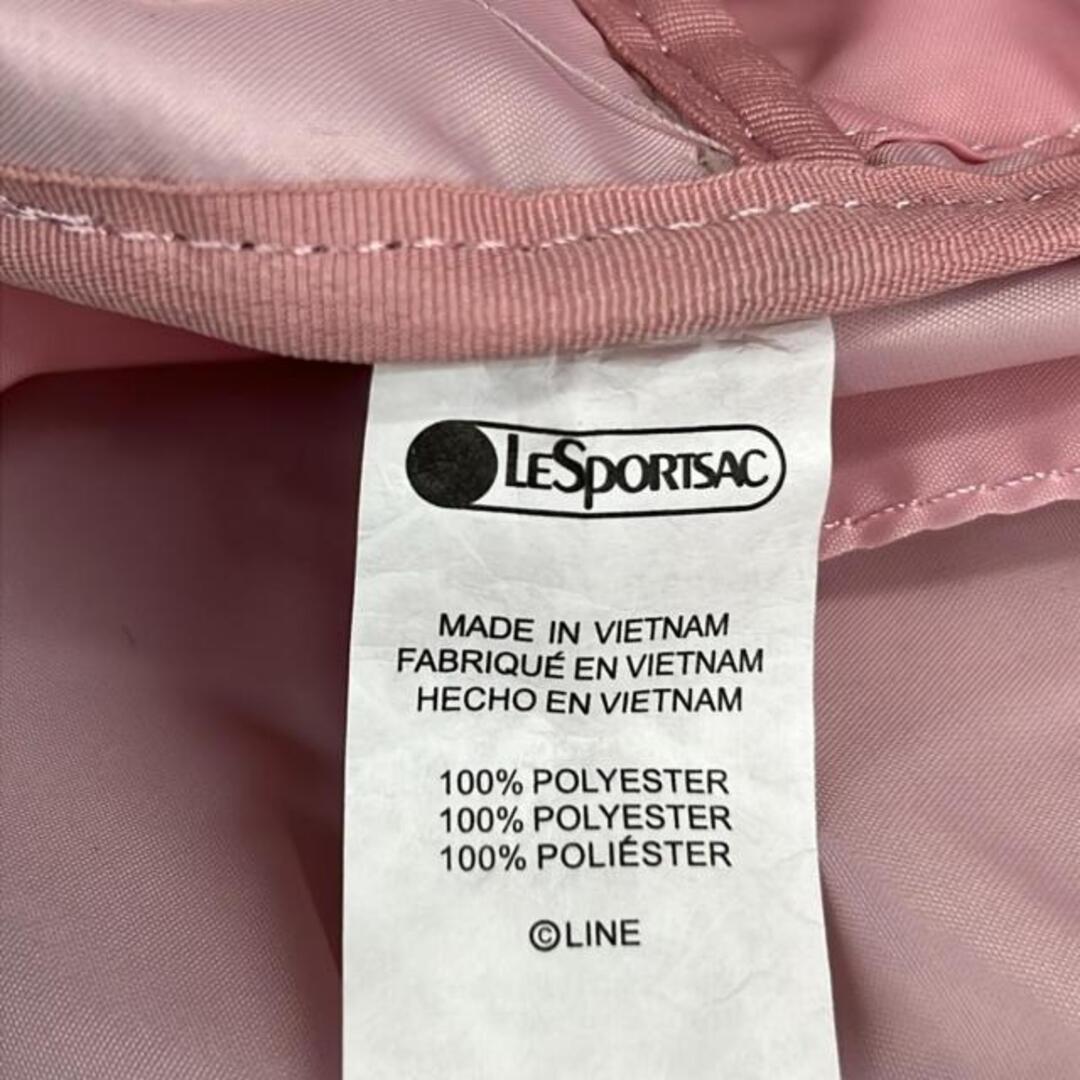 LESPORTSAC
MADE IN VIETNAM
FABRIQUÉ EN VIETNAM
HECHO EN VIETNAM
100% POLYESTER
100% POLYESTER
100% POLIÉSTER
©LINE